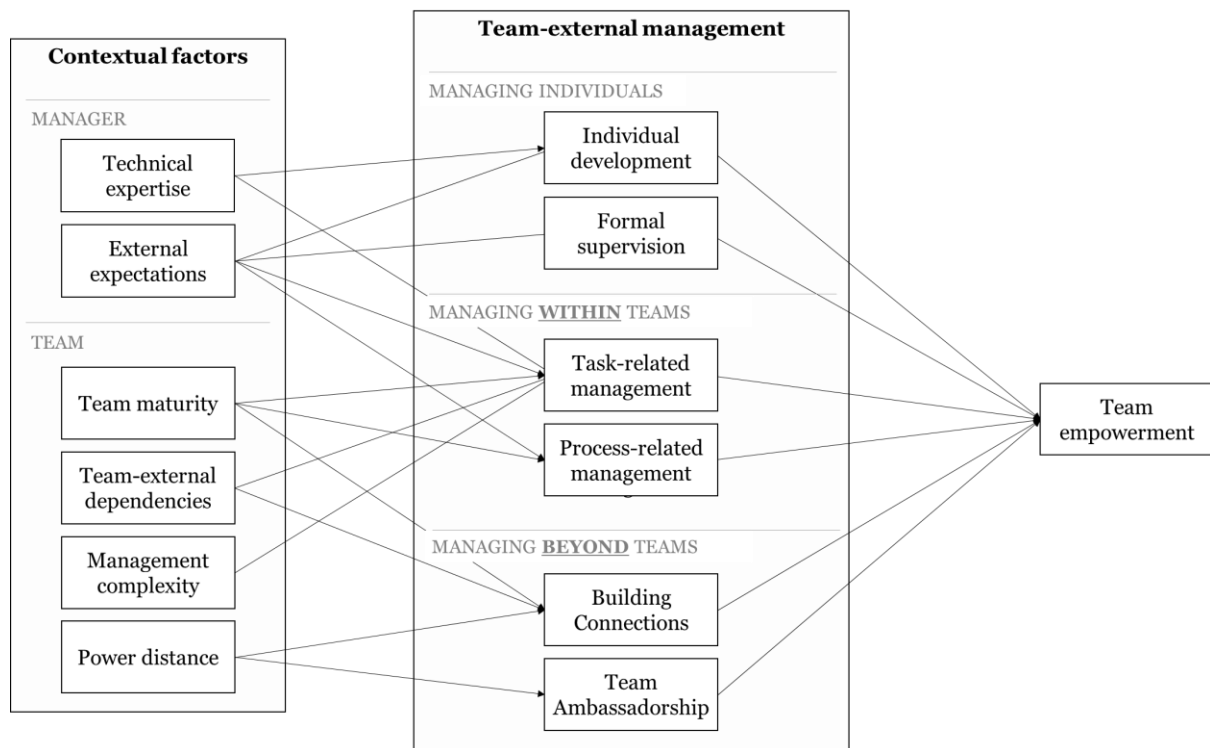 Contextual factors
MANAGER
Technical
expertise
External
expectations
TEAM
Team maturity
Team-external
dependencies
Management
complexity
Power distance
Team-external management
MANAGING INDIVIDUALS
Individual
development
Formal
supervision
MANAGING WITHIN TEAMS
Task-related
management
Process-related
management
MANAGING BEYOND TEAMS
Building
Connections
Team
Ambassadorship
Team
empowerment